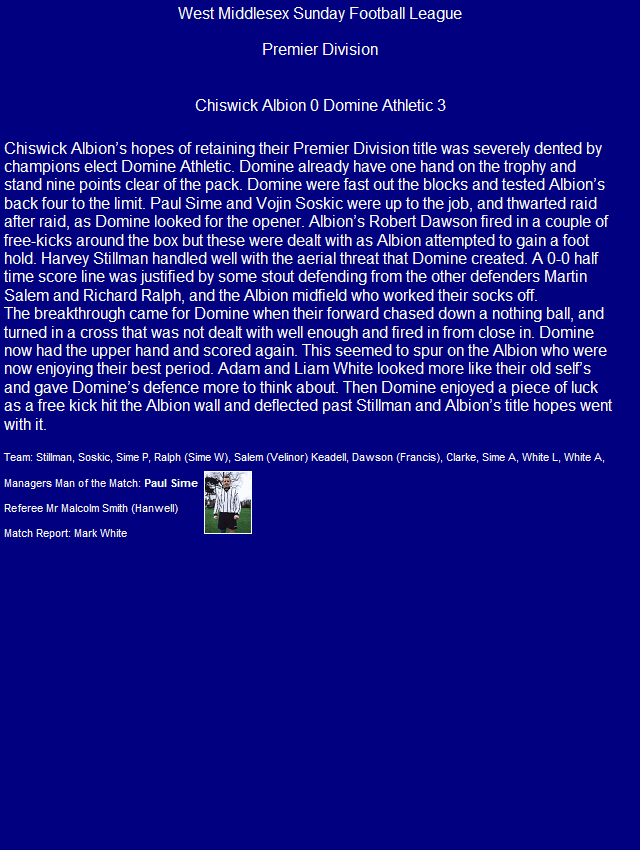 West Middlesex Sunday Football League
Premier Division
Chiswick Albion 0 Domine Athletic 3
Chiswick Albion’s hopes of retaining their Premier Division title was severely dented by
champions elect Domine Athletic. Domine already have one hand on the trophy and
stand nine points clear of the pack. Domine were fast out the blocks and tested Albion’s
back four to the limit. Paul Sime and Vojin Soskic were up to the job, and thwarted raid
after raid, as Domine looked for the opener. Albion’s Robert Dawson fired in a couple of
free-kicks around the box but these were dealt with as Albion attempted to gain a foot
hold. Harvey Stillman handled well with the aerial threat that Domine created. A 0-0 half
time score line was justified by some stout defending from the other defenders Martin
Salem and Richard Ralph, and the Albion midfield who worked their socks off.
The breakthrough came for Domine when their forward chased down a nothing ball, and
turned in a cross that was not dealt with well enough and fired in from close in. Domine
now had the upper hand and scored again. This seemed to spur on the Albion who were
now enjoying their best period. Adam and Liam White looked more like their old self’s
and gave Domine’s defence more to think about. Then Domine enjoyed a piece of luck
as a free kick hit the Albion wall and deflected past Stillman and Albion’s title hopes went
with it.
Team: Stillman, Soskic, Sime P, Ralph (Sime W), Salem (Velinor) Keadell, Dawson (Francis), Clarke, Sime A, White L, White A,
Managers Man of the Match: Paul Sime
Referee Mr Malcolm Smith (Hanwell)
Match Report: Mark White